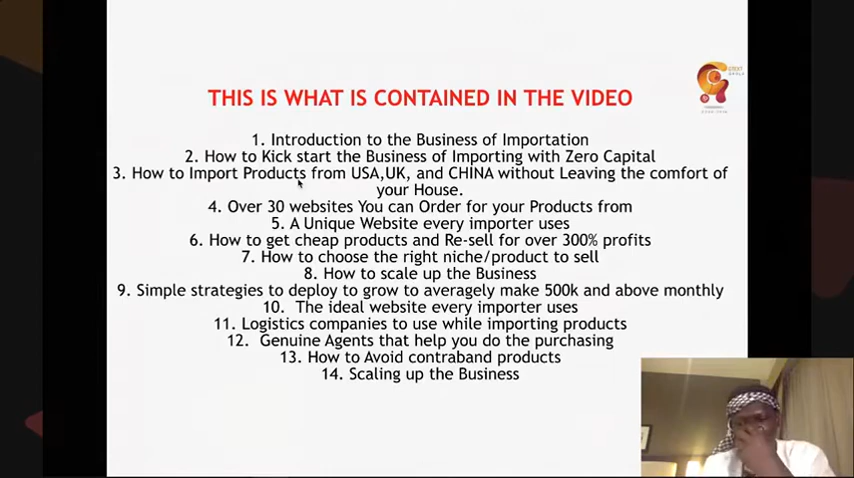 THIS IS WHAT IS CONTAINED IN THE VIDEO
1. Introduction to the Business of Importation
2. How to Kick start the Business of Importing with Zero Capital
3. How to Import Products from USA,UK, and CHINA without Leaving the comfort of
your House.
4. Over 30 websites You can Order for your Products from
5. A Unique Website every importer uses
6. How to get cheap products and Re-sell for over 300% profits
7. How to choose the right niche/product to sell
8. How to scale up the Business
9. Simple strategies to deploy to grow to averagely make 500k and above monthly
10. The ideal website every importer uses
11. Logistics companies to use while importing products
12. Genuine Agents that help you do the purchasing
13. How to Avoid contraband products
14. Scaling up the Business